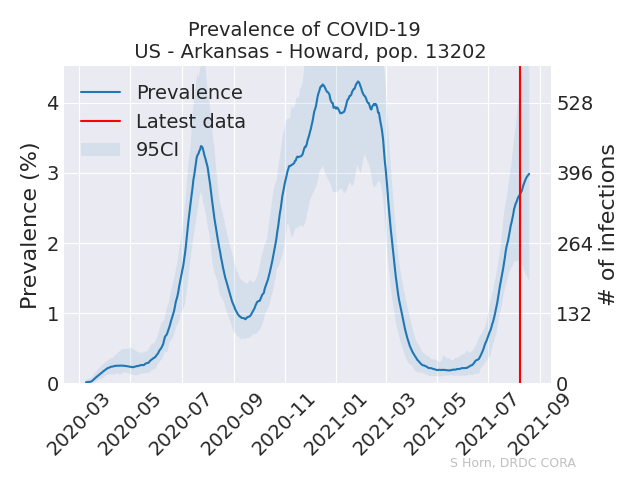 Prevalence of COVID-19
US - Arkansas - Howard, pop. 13202
Prevalence
Latest data
95CI
Prevalence (%)
4
3
2
1
0
# of infections
528
396
264
132
0
2020-03
2020-05
2020-07
2020-09
2020-11
2021-01
2021-03
2021-05
2021-07
2021-09
S Horn, DRDC CORA